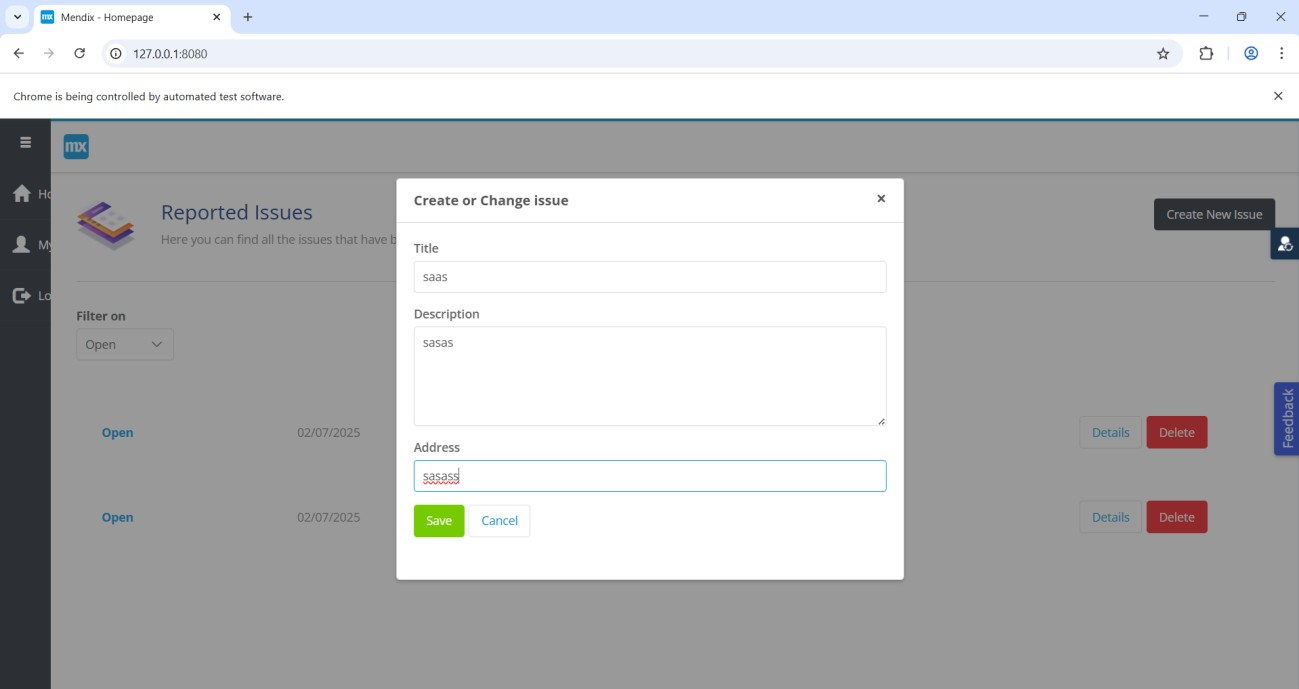 mx Mendix - Homepage
127.0.0.1:8080
Chrome is being controlled by automated test software.
mx
Ho
My
Lo
Reported Issues
Here you can find all the issues that have b
Create New Issue
Filter on
Open
Open 02/07/2025 Details Delete
Open 02/07/2025 Details Delete
Feedback
Create or Change issue
Title
saas
Description
sasas
Address
sasass
Save Cancel